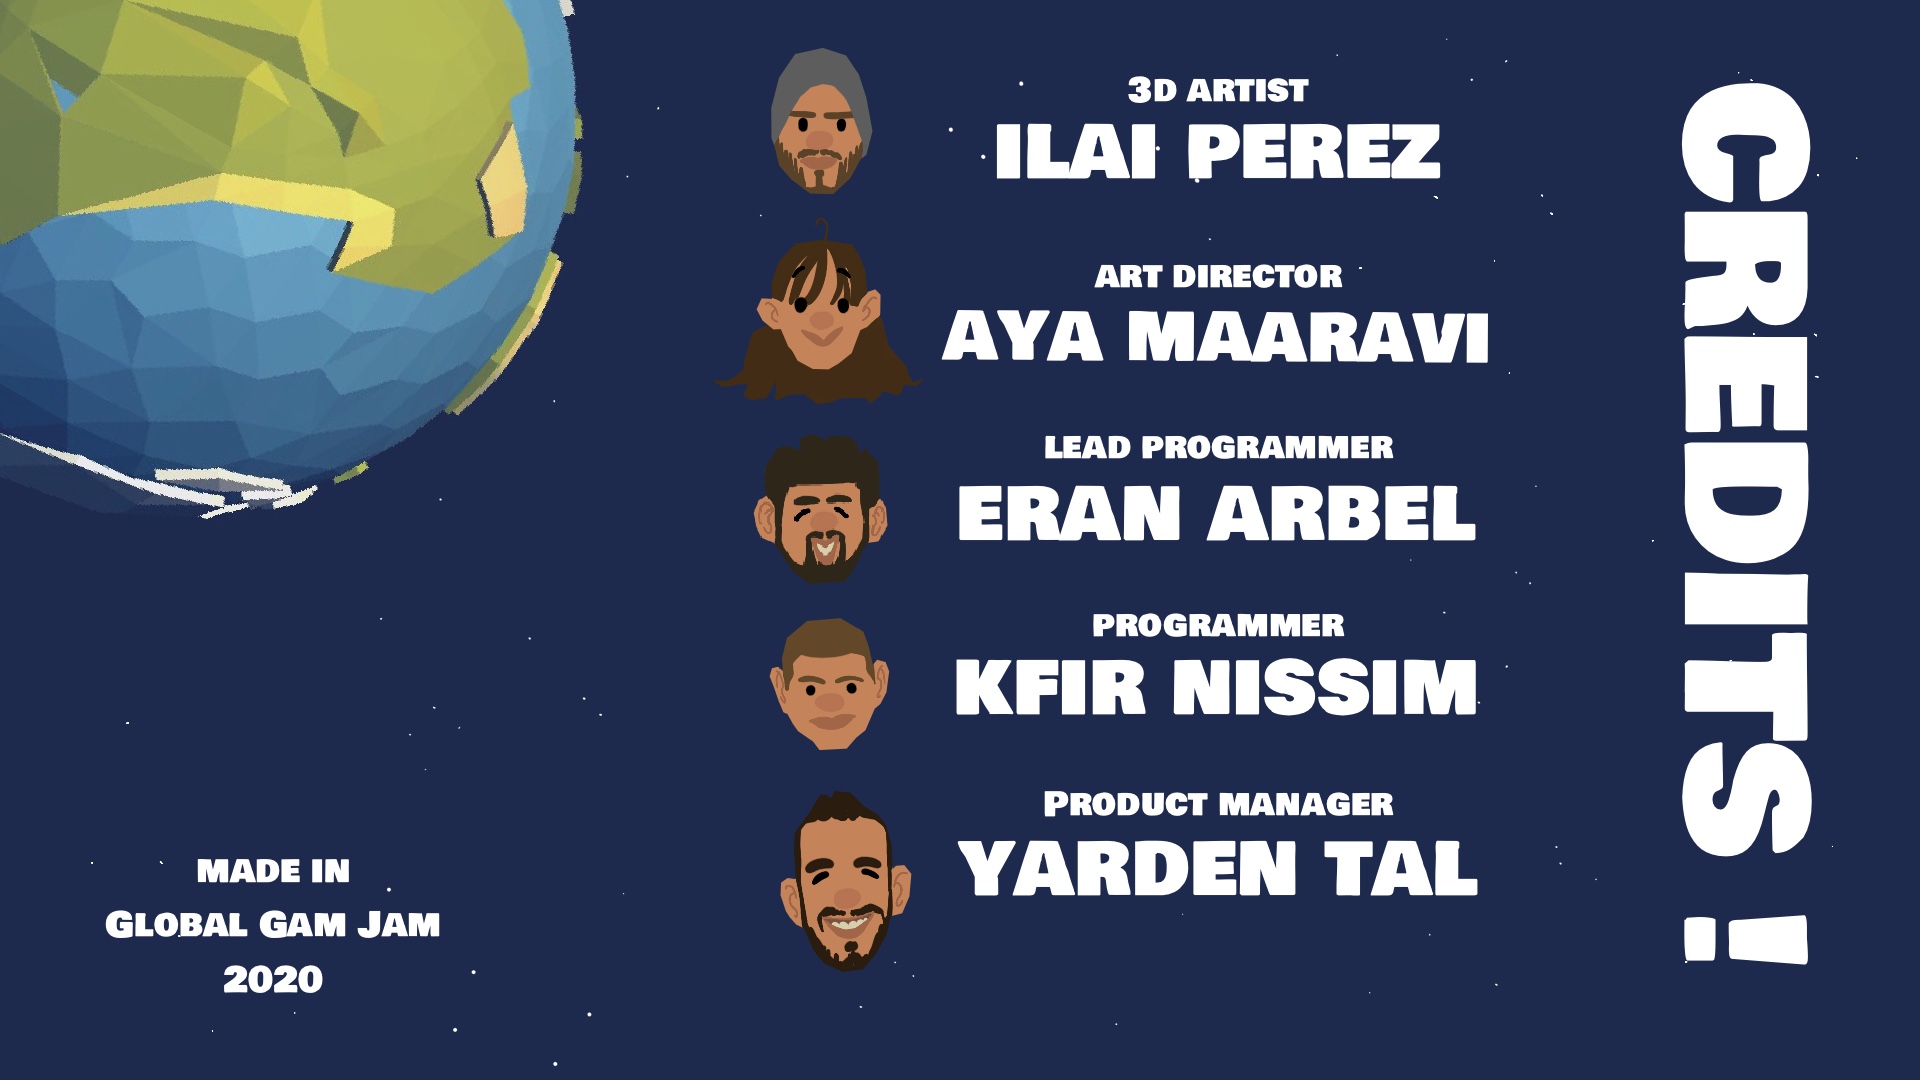 3D ARTIST
ILAI PEREZ
ART DIRECTOR
AYA MAARAVI
LEAD PROGRAMMER
ERAN ARBEL
PROGRAMMER
KFIR NISSIM
PRODUCT MANAGER
YARDEN TAL
CREDITS !
MADE IN
GLOBAL GAM JAM
2020